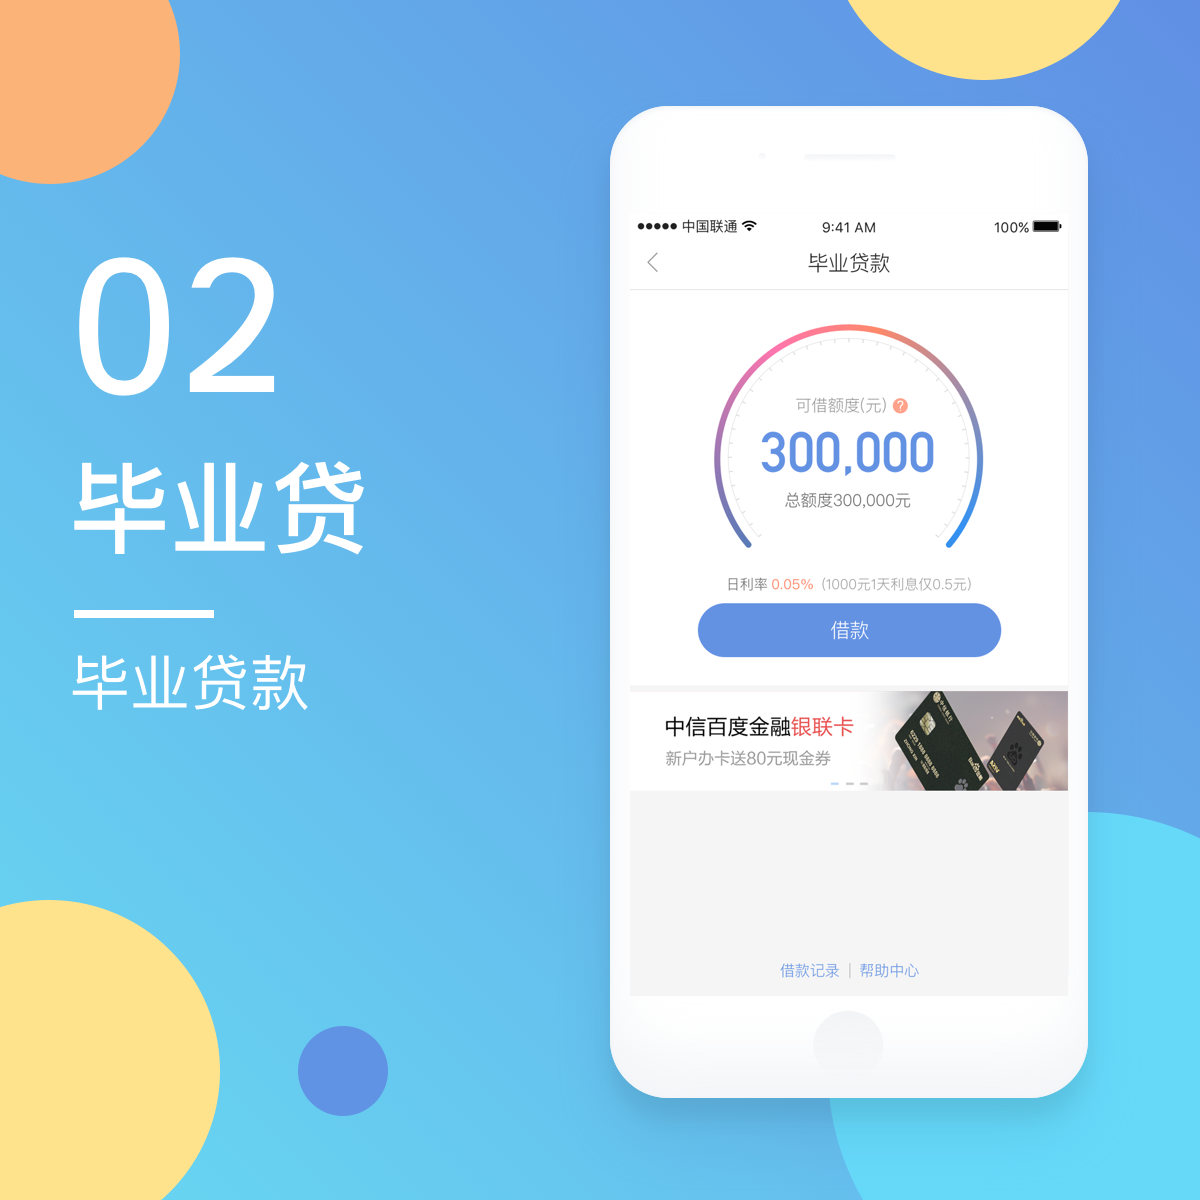 02
毕业贷
毕业贷款
中国联通 9:41 AM 100%
毕业贷款
可借额度(元) ?
300,000
总额度300,000元
日利率 0.05% (1000元1天利息仅0.5元)
借款
中信百度金融银联卡
新户办卡送80元现金券
借款记录 | 帮助中心